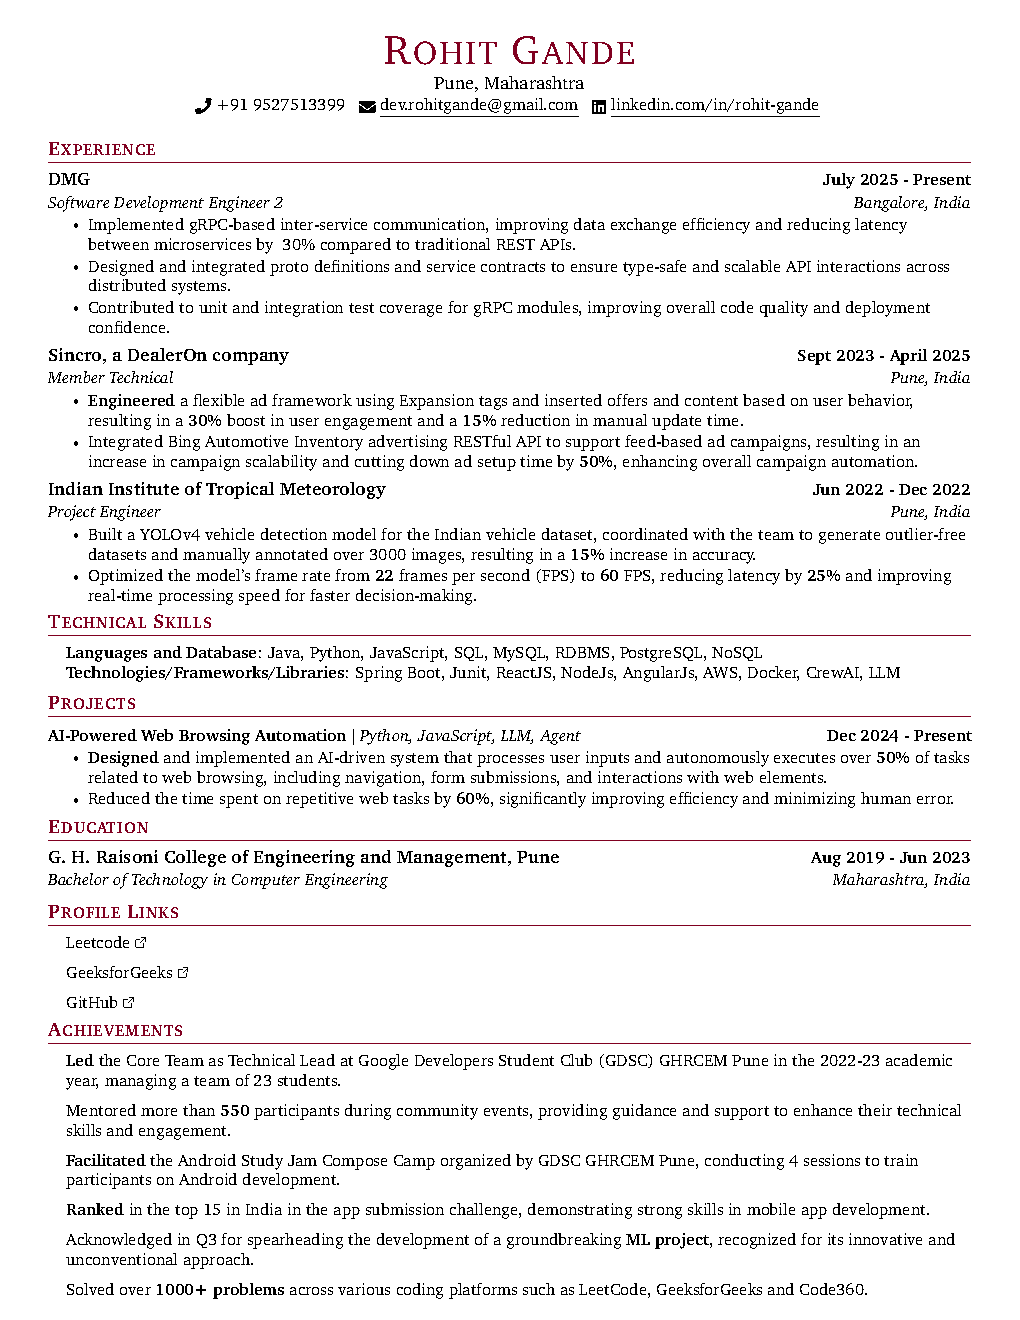 Rohit Gande
Pune, Maharashtra
+91 9527513399 dev.rohitgande@gmail.com linkedin.com/in/rohit-gande
Experience
DMG July 2025 - Present
Software Development Engineer 2 Bangalore, India
• Implemented gRPC-based inter-service communication, improving data exchange efficiency and reducing latency
between microservices by 30% compared to traditional REST APIs.
• Designed and integrated proto definitions and service contracts to ensure type-safe and scalable API interactions across
distributed systems.
• Contributed to unit and integration test coverage for gRPC modules, improving overall code quality and deployment
confidence.
Sincro, a DealerOn company Sept 2023 - April 2025
Member Technical Pune, India
• Engineered a flexible ad framework using Expansion tags and inserted offers and content based on user behavior,
resulting in a 30% boost in user engagement and a 15% reduction in manual update time.
• Integrated Bing Automotive Inventory advertising RESTful API to support feed-based ad campaigns, resulting in an
increase in campaign scalability and cutting down ad setup time by 50%, enhancing overall campaign automation.
Indian Institute of Tropical Meteorology Jun 2022 - Dec 2022
Project Engineer Pune, India
• Built a YOLOv4 vehicle detection model for the Indian vehicle dataset, coordinated with the team to generate outlier-free
datasets and manually annotated over 3000 images, resulting in a 15% increase in accuracy.
• Optimized the model's frame rate from 22 frames per second (FPS) to 60 FPS, reducing latency by 25% and improving
real-time processing speed for faster decision-making.
Technical Skills
Languages and Database: Java, Python, JavaScript, SQL, MySQL, RDBMS, PostgreSQL, NoSQL
Technologies/Frameworks/Libraries: Spring Boot, Junit, ReactJS, NodeJs, AngularJs, AWS, Docker, CrewAI, LLM
Projects
AI-Powered Web Browsing Automation | Python, JavaScript, LLM, Agent Dec 2024 - Present
• Designed and implemented an AI-driven system that processes user inputs and autonomously executes over 50% of tasks
related to web browsing, including navigation, form submissions, and interactions with web elements.
• Reduced the time spent on repetitive web tasks by 60%, significantly improving efficiency and minimizing human error.
Education
G. H. Raisoni College of Engineering and Management, Pune Aug 2019 - Jun 2023
Bachelor of Technology in Computer Engineering Maharashtra, India
Profile Links
Leetcode
GeeksforGeeks
GitHub
Achievements
Led the Core Team as Technical Lead at Google Developers Student Club (GDSC) GHRCEM Pune in the 2022-23 academic
year, managing a team of 23 students.
Mentored more than 550 participants during community events, providing guidance and support to enhance their technical
skills and engagement.
Facilitated the Android Study Jam Compose Camp organized by GDSC GHRCEM Pune, conducting 4 sessions to train
participants on Android development.
Ranked in the top 15 in India in the app submission challenge, demonstrating strong skills in mobile app development.
Acknowledged in Q3 for spearheading the development of a groundbreaking ML project, recognized for its innovative and
unconventional approach.
Solved over 1000+ problems across various coding platforms such as LeetCode, GeeksforGeeks and Code360.